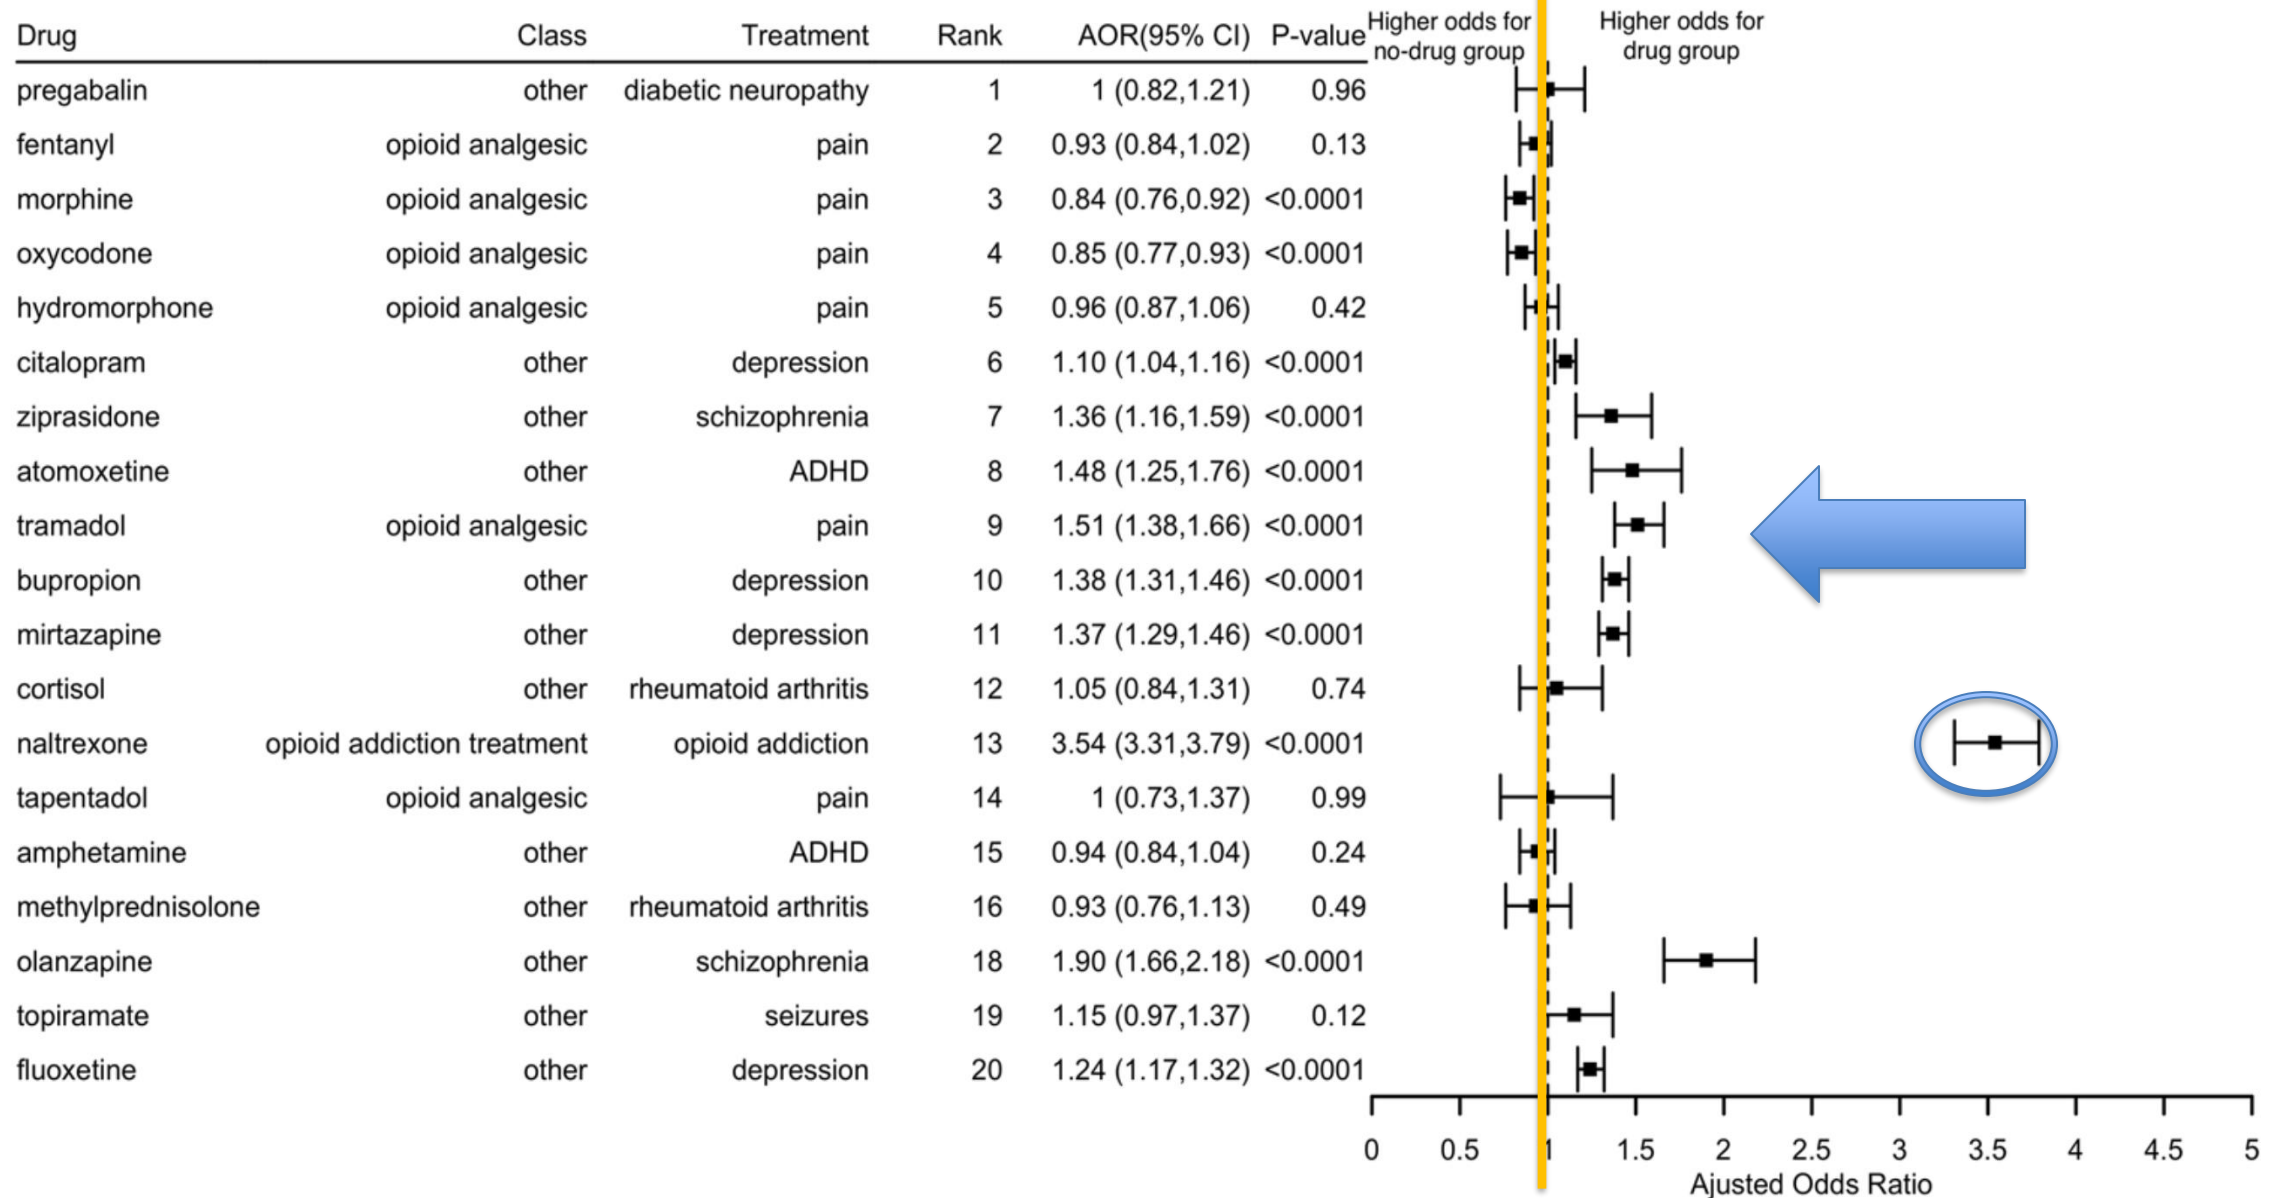 Drug Class Treatment Rank AOR(95% CI) P-value Higher odds for no-drug group Higher odds for drug group
pregabalin other diabetic neuropathy 1 1 (0.82,1.21) 0.96
fentanyl opioid analgesic pain 2 0.93 (0.84,1.02) 0.13
morphine opioid analgesic pain 3 0.84 (0.76,0.92) <0.0001
oxycodone opioid analgesic pain 4 0.85 (0.77,0.93) <0.0001
hydromorphone opioid analgesic pain 5 0.96 (0.87,1.06) 0.42
citalopram other depression 6 1.10 (1.04,1.16) <0.0001
ziprasidone other schizophrenia 7 1.36 (1.16,1.59) <0.0001
atomoxetine other ADHD 8 1.48 (1.25,1.76) <0.0001
tramadol opioid analgesic pain 9 1.51 (1.38,1.66) <0.0001
bupropion other depression 10 1.38 (1.31,1.46) <0.0001
mirtazapine other depression 11 1.37 (1.29,1.46) <0.0001
cortisol other rheumatoid arthritis 12 1.05 (0.84,1.31) 0.74
naltrexone opioid addiction treatment opioid addiction 13 3.54 (3.31,3.79) <0.0001
tapentadol opioid analgesic pain 14 1 (0.73,1.37) 0.99
amphetamine other ADHD 15 0.94 (0.84,1.04) 0.24
methylprednisolone other rheumatoid arthritis 16 0.93 (0.76,1.13) 0.49
olanzapine other schizophrenia 18 1.90 (1.66,2.18) <0.0001
topiramate other seizures 19 1.15 (0.97,1.37) 0.12
fluoxetine other depression 20 1.24 (1.17,1.32) <0.0001
0 0.5 1 1.5 2 2.5 3 3.5 4 4.5 5
Ajusted Odds Ratio